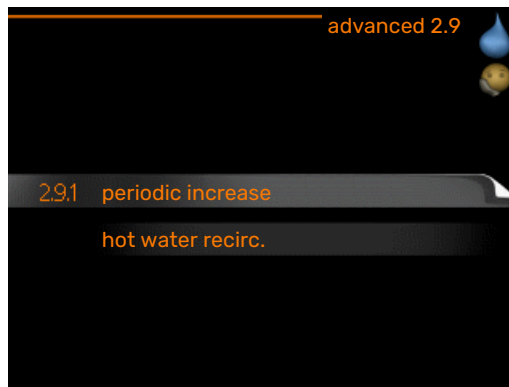 advanced 2.9
2.9.1 periodic increase
hot water recirc.